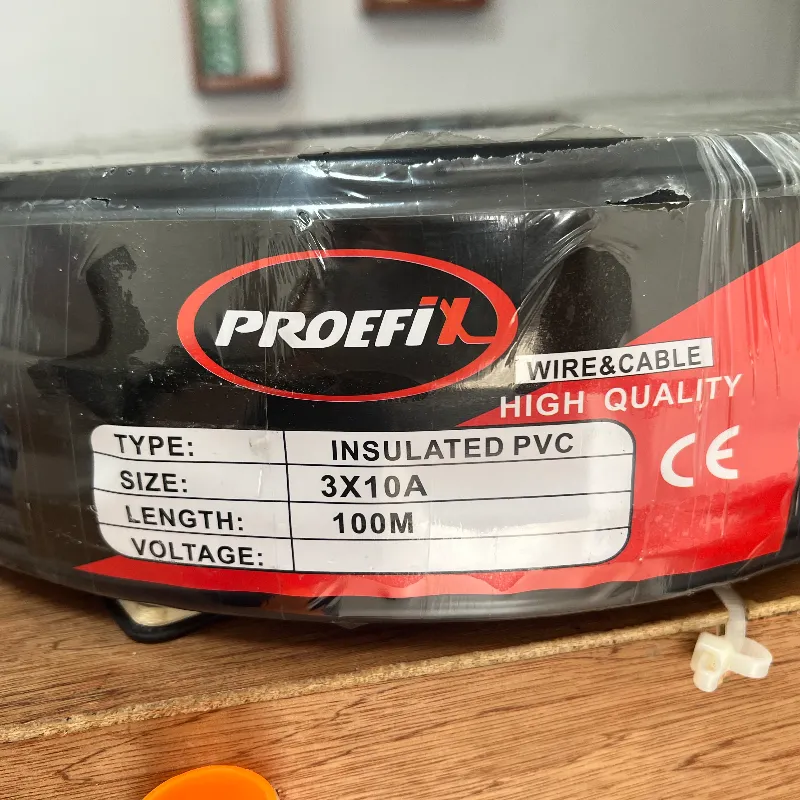 PROEFiX
WIRE&CABLE
HIGH QUALITY
TYPE: INSULATED PVC
SIZE: 3X10A
LENGTH: 100M
VOLTAGE:
CE